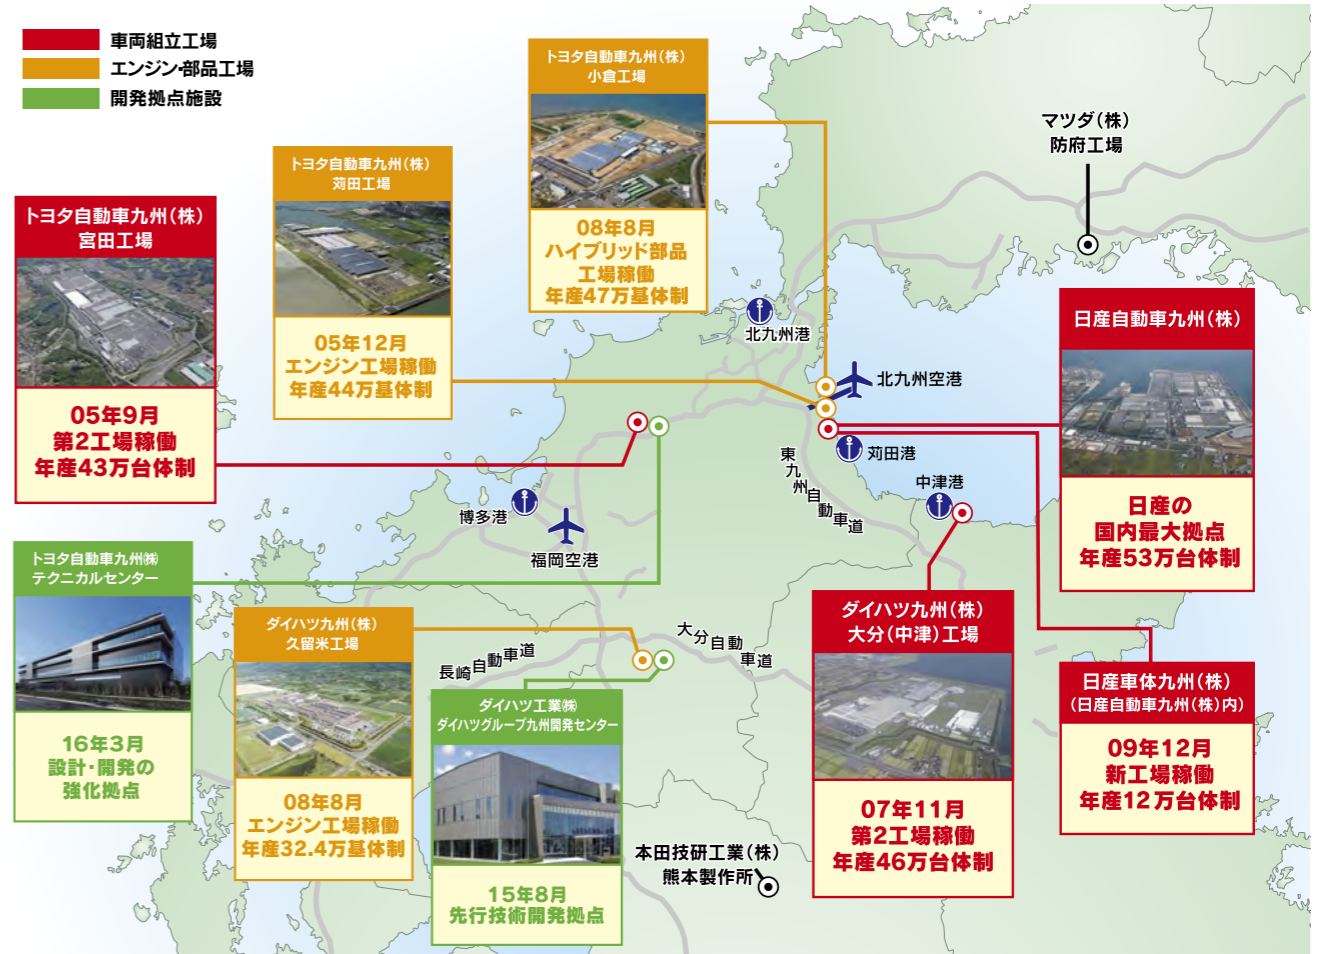 車両組立工場
エンジン・部品工場
開発拠点施設
トヨタ自動車九州（株）
小倉工場
08年8月
ハイブリッド部品
工場稼働
年産47万基体制
トヨタ自動車九州（株）
苅田工場
05年12月
エンジン工場稼働
年産44万基体制
トヨタ自動車九州（株）
宮田工場
05年9月
第2工場稼働
年産43万台体制
マツダ（株）
防府工場
北九州港
北九州空港
日産自動車九州（株）
日産の
国内最大拠点
年産53万台体制
苅田港
中津港
東九州自動車道
博多港
福岡空港
トヨタ自動車九州㈱
テクニカルセンター
16年3月
設計・開発の
強化拠点
ダイハツ九州（株）
久留米工場
08年8月
エンジン工場稼働
年産32.4万基体制
長崎自動車道
大分自動車道
ダイハツ工業㈱
ダイハツグループ九州開発センター
15年8月
先行技術開発拠点
ダイハツ九州（株）
大分（中津）工場
07年11月
第2工場稼働
年産46万台体制
日産車体九州（株）
（日産自動車九州（株）内）
09年12月
新工場稼働
年産12万台体制
本田技研工業（株）
熊本製作所